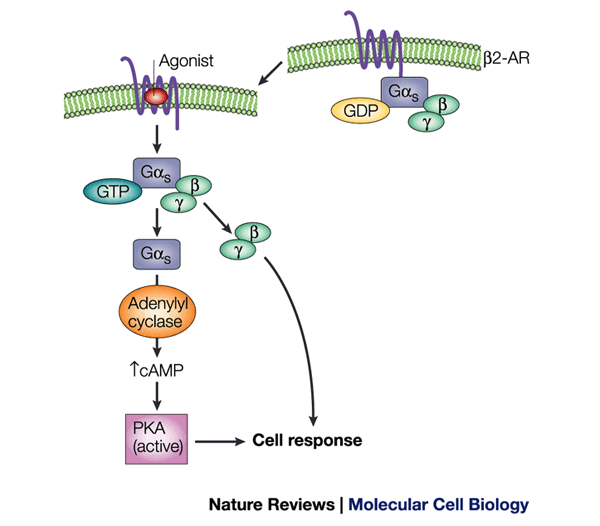 Agonist
β2-AR
Gαs
GDP
β
γ
Gαs
GTP
β
γ
Gαs
β
γ
Adenylyl
cyclase
↑cAMP
PKA
(active)
Cell response
Nature Reviews | Molecular Cell Biology